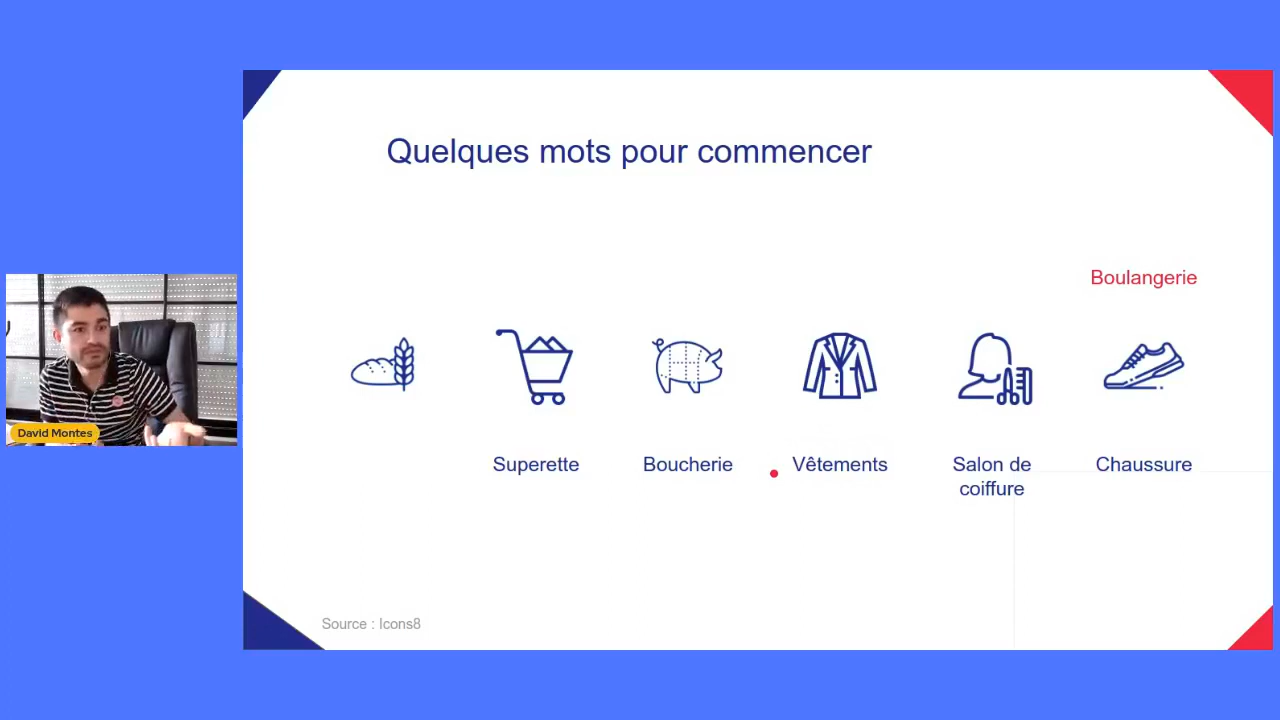 Quelques mots pour commencer
Boulangerie
Superette
Boucherie
Vêtements
Salon de
coiffure
Chaussure
David Montes
Source : Icons8